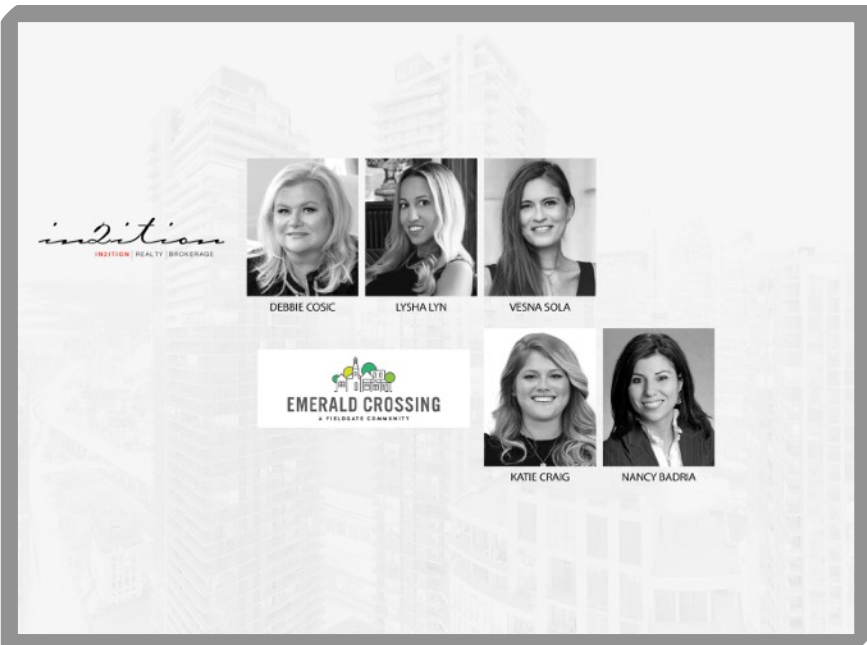 in2ition
IN2ITION | REALTY | BROKERAGE
DEBBIE COSIC
LYSHA LYN
VESNA SOLA
EMERALD CROSSING
A FIELDGATE COMMUNITY
KATIE CRAIG
NANCY BADRIA